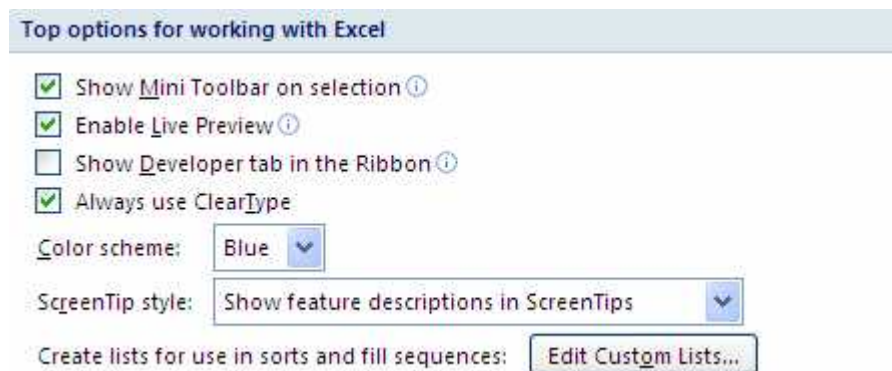 Top options for working with Excel
Show Mini Toolbar on selection
Enable Live Preview
Show Developer tab in the Ribbon
Always use ClearType
Color scheme: Blue
ScreenTip style: Show feature descriptions in ScreenTips
Create lists for use in sorts and fill sequences: Edit Custom Lists...